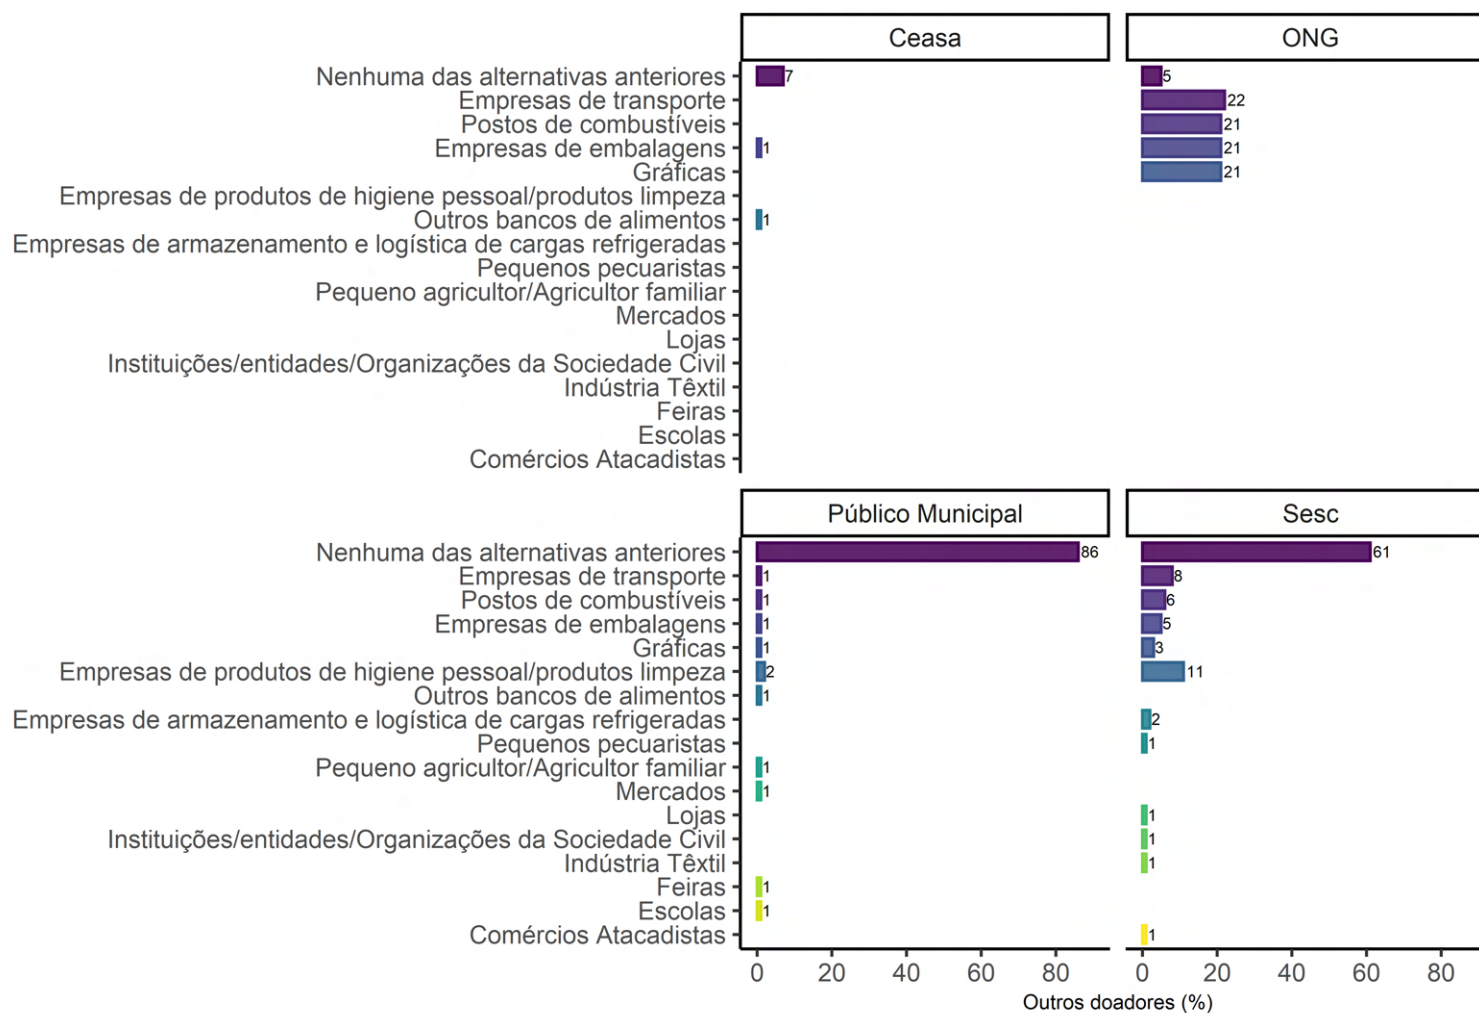 Ceasa
ONG
Nenhuma das alternativas anteriores 7 5
Empresas de transporte 22
Postos de combustíveis 21
Empresas de embalagens 1 21
Gráficas 21
Empresas de produtos de higiene pessoal/produtos limpeza
Outros bancos de alimentos 1
Empresas de armazenamento e logística de cargas refrigeradas
Pequenos pecuaristas
Pequeno agricultor/Agricultor familiar
Mercados
Lojas
Instituições/entidades/Organizações da Sociedade Civil
Indústria Têxtil
Feiras
Escolas
Comércios Atacadistas
Público Municipal
Sesc
Nenhuma das alternativas anteriores 86 61
Empresas de transporte 1 8
Postos de combustíveis 1 6
Empresas de embalagens 1 5
Gráficas 1 3
Empresas de produtos de higiene pessoal/produtos limpeza 2 11
Outros bancos de alimentos 1
Empresas de armazenamento e logística de cargas refrigeradas 2
Pequenos pecuaristas 1
Pequeno agricultor/Agricultor familiar 1
Mercados 1
Lojas 1
Instituições/entidades/Organizações da Sociedade Civil 1
Indústria Têxtil 1
Feiras 1
Escolas 1
Comércios Atacadistas 1
0 20 40 60 80 0 20 40 60 80
Outros doadores (%)